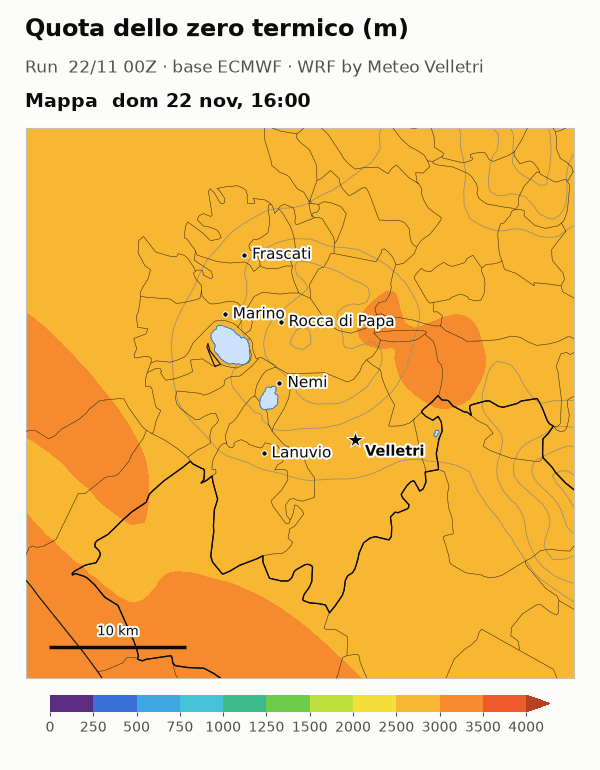 Quota dello zero termico (m)
Run  22/11 00Z · base ECMWF · WRF by Meteo Velletri
Mappa  dom 22 nov, 16:00
Frascati
Marino
Rocca di Papa
Nemi
Velletri
Lanuvio
10 km
0 250 500 750 1000 1250 1500 2000 2500 3000 3500 4000